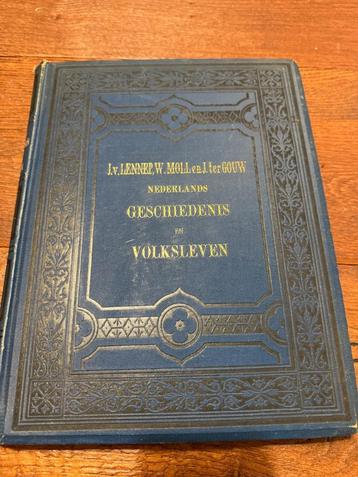 J. v. LENNEP, W. MOLL en J. ter GOUW
NEDERLANDS
GESCHIEDENIS
EN
VOLKSLEVEN